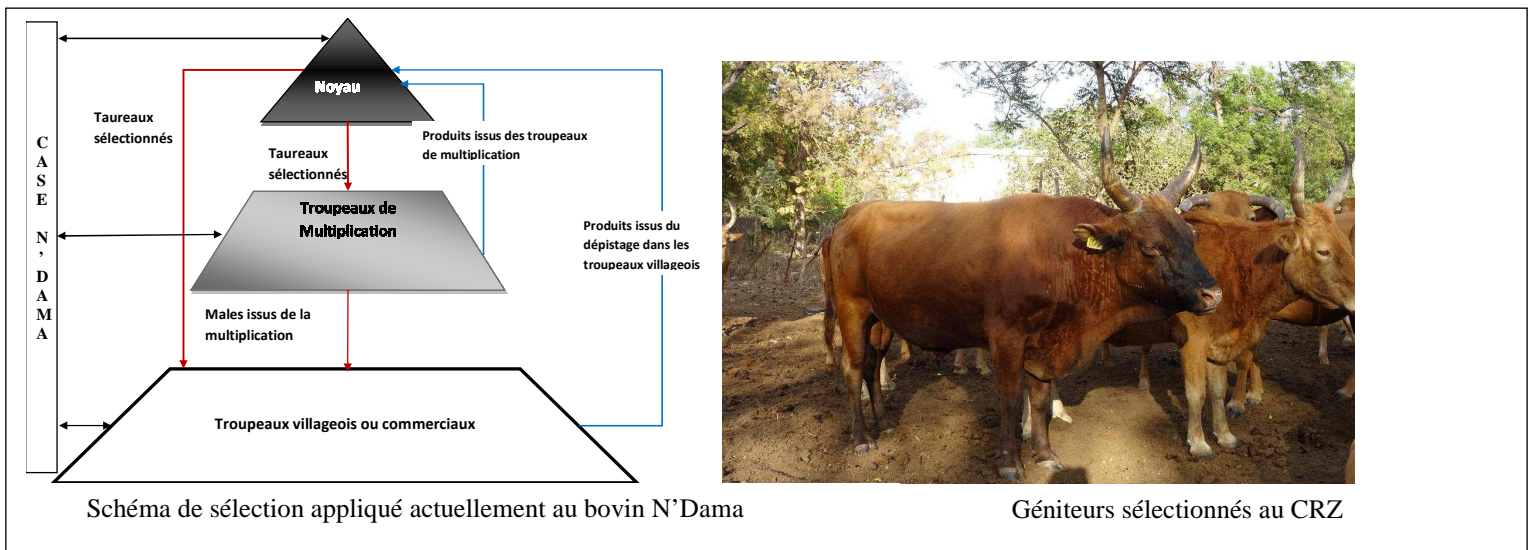 CASE N'DAMA
Noyau
Taureaux
sélectionnés
Produits issus des troupeaux
de multiplication
Taureaux
sélectionnés
Troupeaux de
Multiplication
Produits issus du
dépistage dans les
troupeaux villageois
Males issus de la
multiplication
Troupeaux villageois ou commerciaux
Schéma de sélection appliqué actuellement au bovin N'Dama
Géniteurs sélectionnés au CRZ